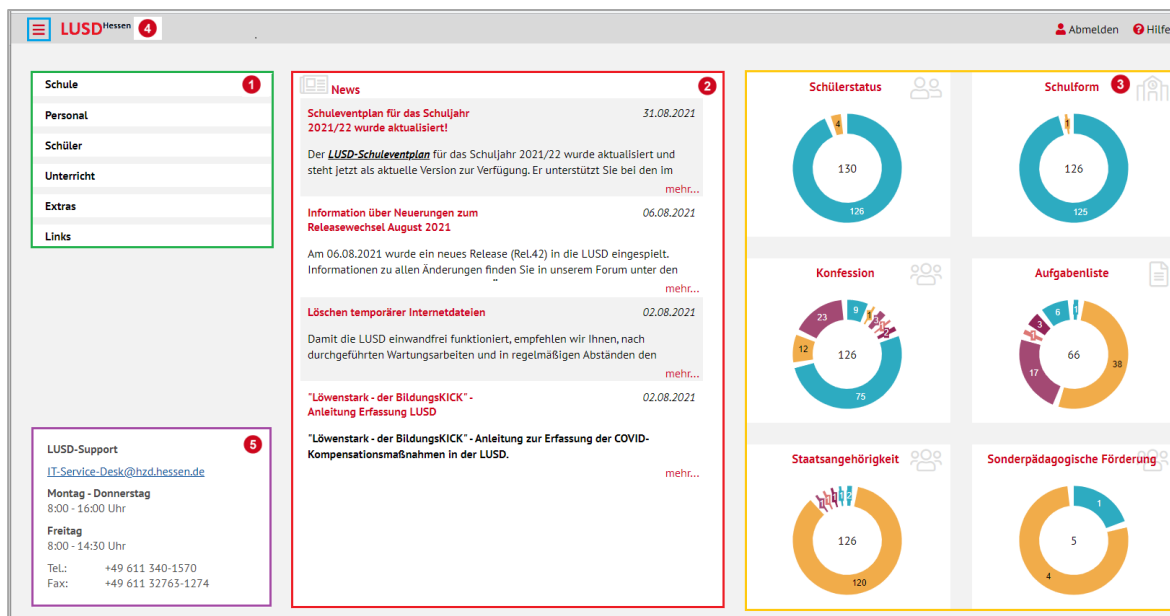 LUSD Hessen 4
Abmelden
Hilfe
1
Schule
Personal
Schüler
Unterricht
Extras
Links
2
News
Schuleventplan für das Schuljahr 31.08.2021
2021/22 wurde aktualisiert!
Der LUSD-Schuleventplan für das Schuljahr 2021/22 wurde aktualisiert und
steht jetzt als aktuelle Version zur Verfügung. Er unterstützt Sie bei den im
mehr...
Information über Neuerungen zum 06.08.2021
Releasewechsel August 2021
Am 06.08.2021 wurde ein neues Release (Rel.42) in die LUSD eingespielt.
Informationen zu allen Änderungen finden Sie in unserem Forum unter den
mehr...
Löschen temporärer Internetdateien 02.08.2021
Damit die LUSD einwandfrei funktioniert, empfehlen wir Ihnen, nach
durchgeführten Wartungsarbeiten und in regelmäßigen Abständen den
mehr...
"Löwenstark - der BildungsKICK" - 02.08.2021
Anleitung Erfassung LUSD
"Löwenstark - der BildungsKICK" - Anleitung zur Erfassung der COVID-
Kompensationsmaßnahmen in der LUSD.
mehr...
Schülerstatus
4
130
126
Schulform 3
1
126
125
Konfession
23 9 1 3
2
12
126
75
Aufgabenliste
6 1
3
38
66
17
Staatsangehörigkeit
1 2
126
120
Sonderpädagogische Förderung
1
5
4
5
LUSD-Support
IT-Service-Desk@hzd.hessen.de
Montag - Donnerstag
8:00 - 16:00 Uhr
Freitag
8:00 - 14:30 Uhr
Tel.: +49 611 340-1570
Fax: +49 611 32763-1274